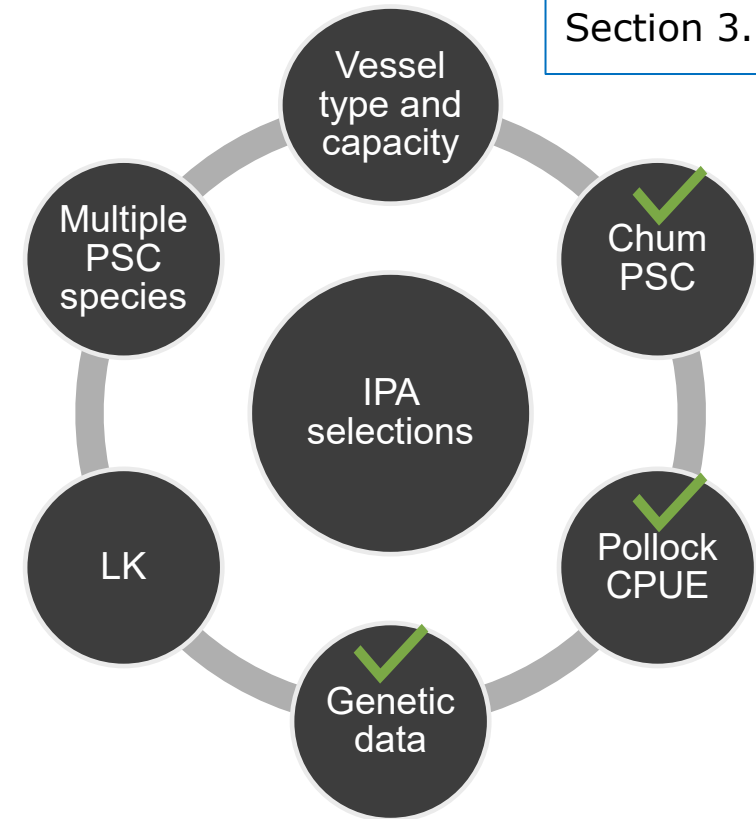 Section 3.
Vessel
type and
capacity
Chum
PSC
Pollock
CPUE
Genetic
data
LK
Multiple
PSC
species
IPA
selections